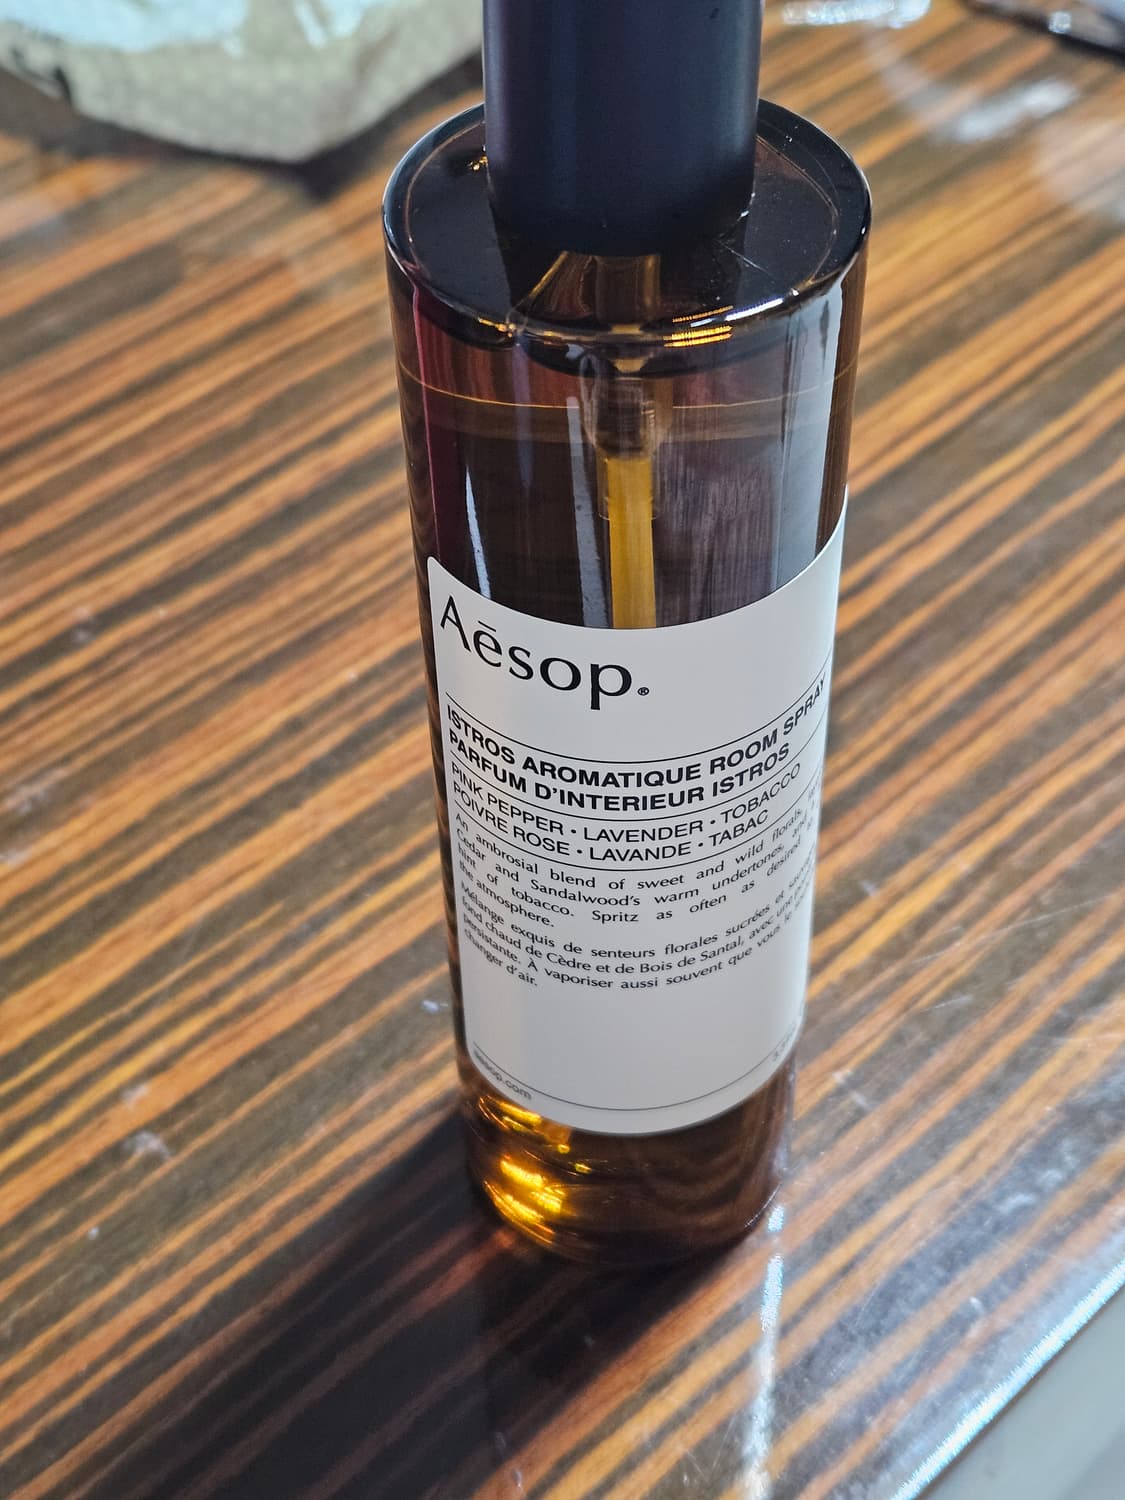 Aēsop.®
ISTROS AROMATIQUE ROOM SPRAY
PARFUM D'INTERIEUR ISTROS
PINK PEPPER • LAVENDER • TOBACCO
POIVRE ROSE • LAVANDE • TABAC
An ambrosial blend of sweet and wild florals,
Cedar and Sandalwood's warm undertones, and
hint of tobacco. Spritz as often as desired
the atmosphere.
Mélange exquis de senteurs florales sucrées et
fond chaud de Cèdre et de Bois de Santal, avec une
persistante. À vaporiser aussi souvent que vous le
changer d'air.
aesop.com